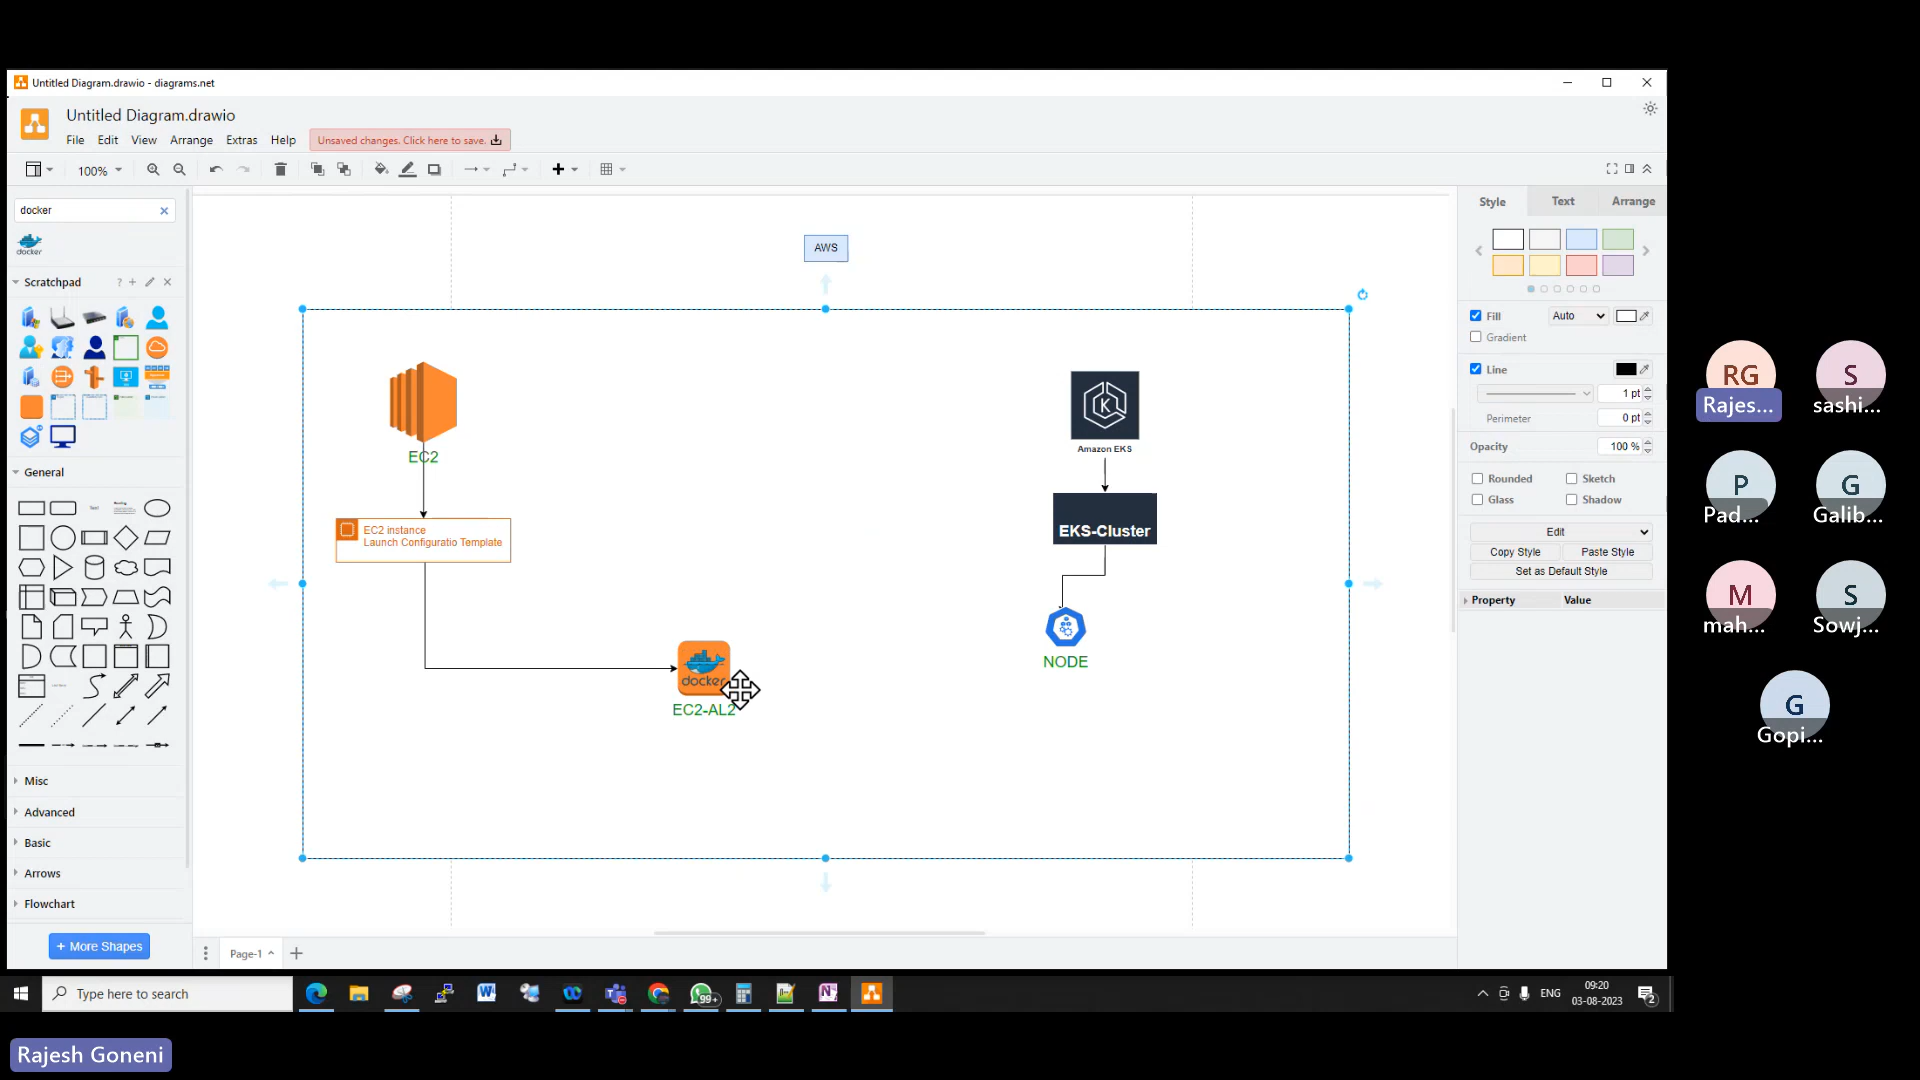 Untitled Diagram.drawio - diagrams.net
Untitled Diagram.drawio
File Edit View Arrange Extras Help Unsaved changes. Click here to save.
100%
docker
docker
Scratchpad ? + ×
General
Misc
Advanced
Basic
Arrows
Flowchart
+ More Shapes
AWS
EC2
EC2 instance
Launch Configuratio Template
docker
EC2-AL2
Amazon EKS
EKS-Cluster
NODE
Page-1
Style Text Arrange
Fill Auto
Gradient
Line
1 pt
Perimeter 0 pt
Opacity 100 %
Rounded Sketch
Glass Shadow
Edit
Copy Style Paste Style
Set as Default Style
Property Value
RG
Rajes...
S
sashi...
P
Pad...
G
Galib...
M
mah...
S
Sowj...
G
Gopi...
Type here to search
99+
ENG
09:20
03-08-2023
2
Rajesh Goneni